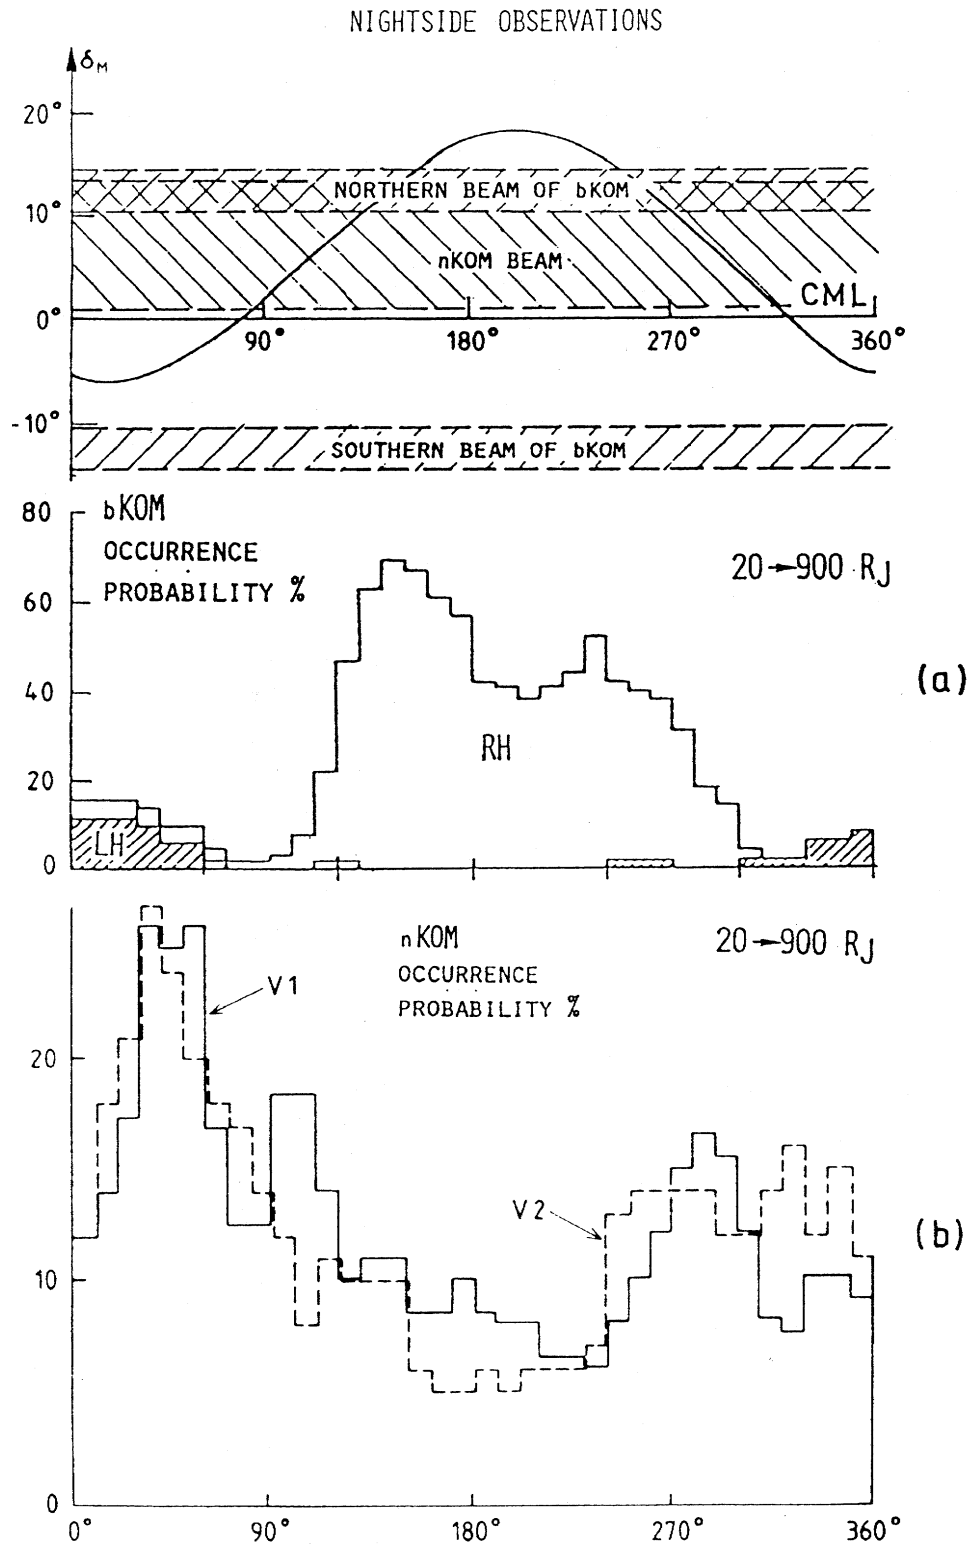 NIGHTSIDE OBSERVATIONS
δM
20°
NORTHERN BEAM OF bKOM
10°
nKOM BEAM
CML
0°
90°
180°
270°
360°
-10°
SOUTHERN BEAM OF bKOM
80
bKOM
OCCURRENCE
PROBABILITY %
20→900 RJ
60
(a)
40
RH
20
LH
0
nKOM
OCCURRENCE
PROBABILITY %
20→900 RJ
V1
20
V2
(b)
10
0
0°
90°
180°
270°
360°